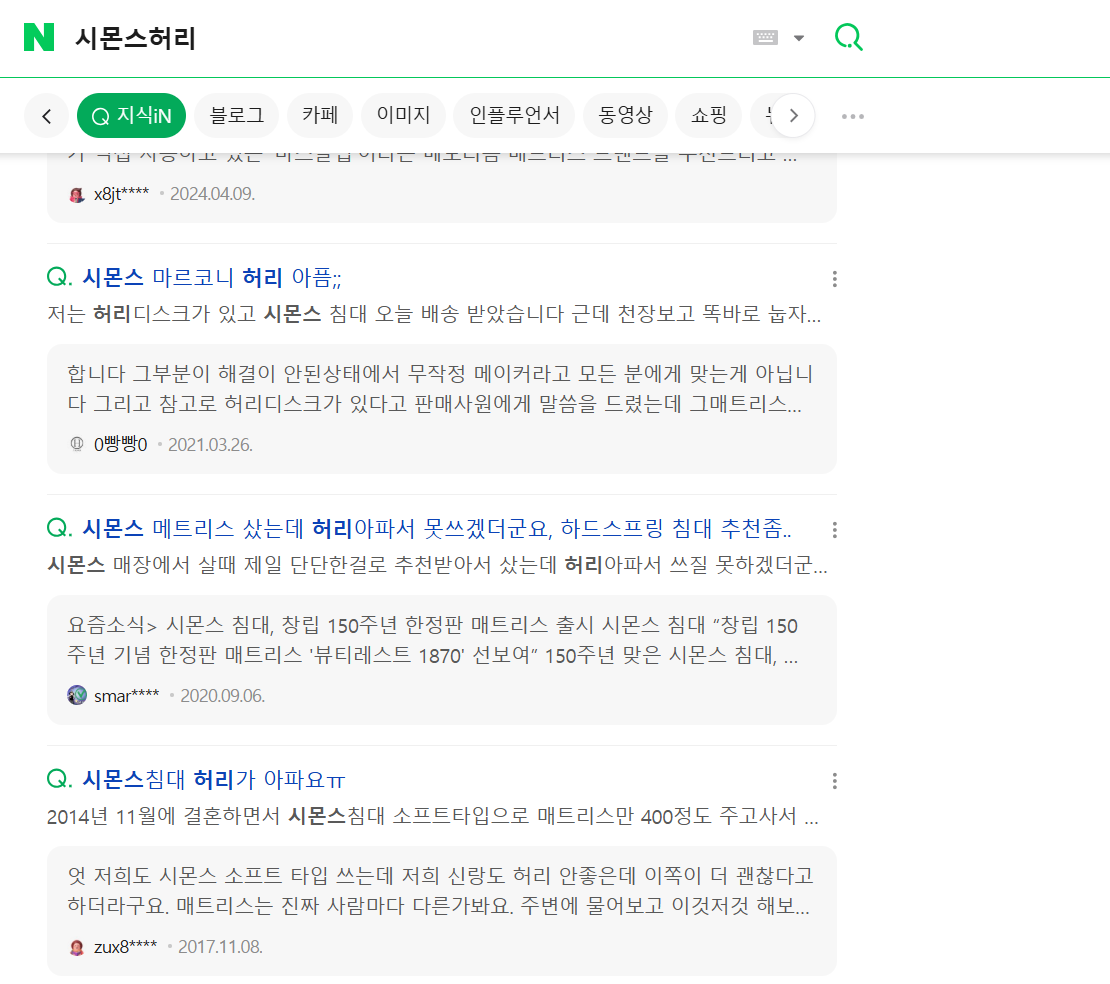 시몬스허리
지식iN
블로그
카페
이미지
인플루언서
동영상
쇼핑
x8jt**** 2024.04.09.
Q. 시몬스 마르코니 허리 아픔;;
저는 허리디스크가 있고 시몬스 침대 오늘 배송 받았습니다 근데 천장보고 똑바로 눕자...
합니다 그부분이 해결이 안된상태에서 무작정 메이커라고 모든 분에게 맞는게 아닙니
다 그리고 참고로 허리디스크가 있다고 판매사원에게 말씀을 드렸는데 그매트리스...
0빵빵0 2021.03.26.
Q. 시몬스 메트리스 샀는데 허리아파서 못쓰겠더군요, 하드스프링 침대 추천좀..
시몬스 매장에서 살때 제일 단단한걸로 추천받아서 샀는데 허리아파서 쓰질 못하겠더군...
요즘소식> 시몬스 침대, 창립 150주년 한정판 매트리스 출시 시몬스 침대 “창립 150
주년 기념 한정판 매트리스 '뷰티레스트 1870' 선보여” 150주년 맞은 시몬스 침대, ...
smar**** 2020.09.06.
Q. 시몬스침대 허리가 아파요ㅠ
2014년 11월에 결혼하면서 시몬스침대 소프트타입으로 매트리스만 400정도 주고사서 ...
엇 저희도 시몬스 소프트 타입 쓰는데 저희 신랑도 허리 안좋은데 이쪽이 더 괜찮다고
하더라구요. 매트리스는 진짜 사람마다 다른가봐요. 주변에 물어보고 이것저것 해보...
zux8**** 2017.11.08.